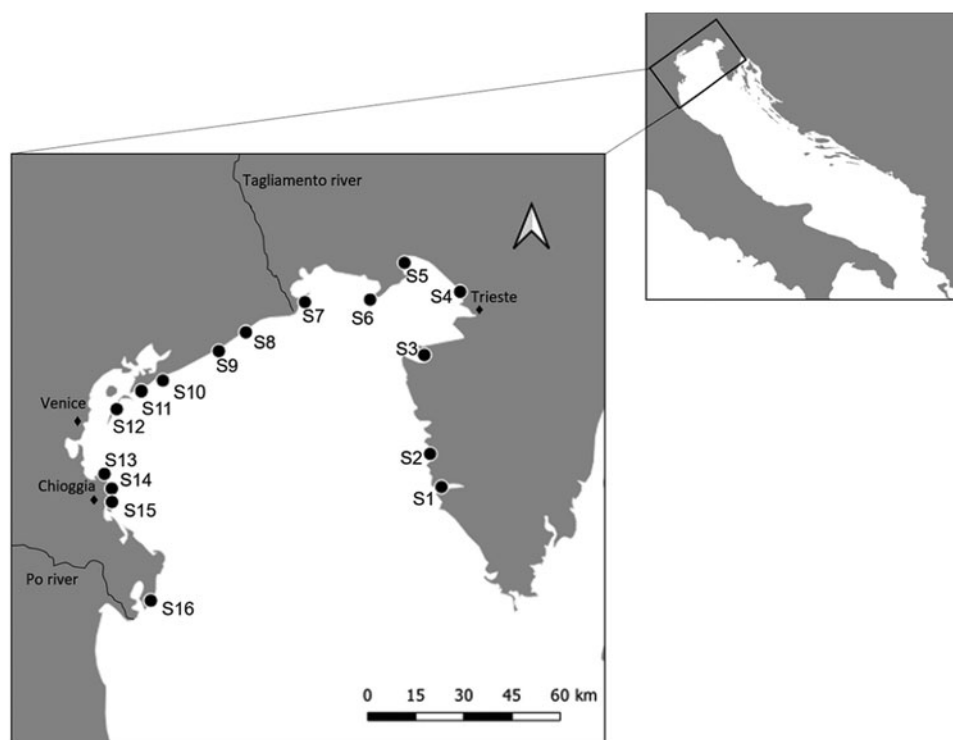 Tagliamento river
S5
S4
Trieste
S7
S6
S8
S3
S9
S10
S11
Venice
S12
S2
S13
S14
Chioggia
S1
S15
Po river
S16
0 15 30 45 60 km